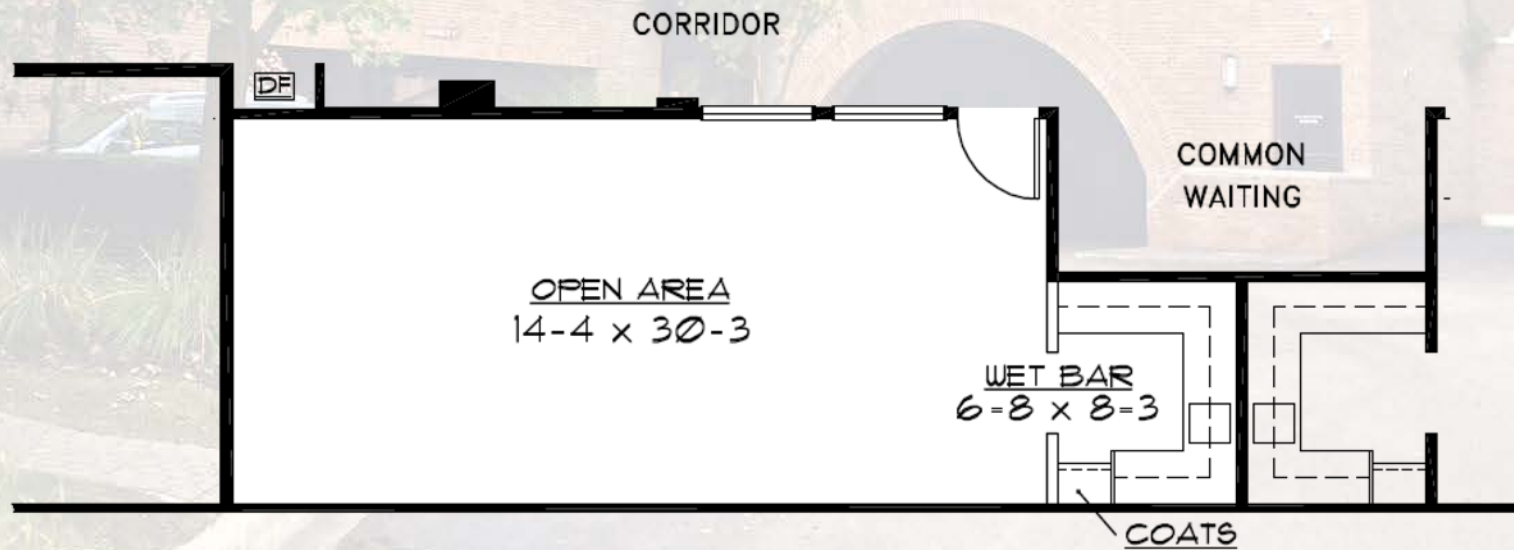 CORRIDOR
DF
COMMON
WAITING
OPEN AREA
14-4 x 30-3
WET BAR
6=8 x 8=3
COATS